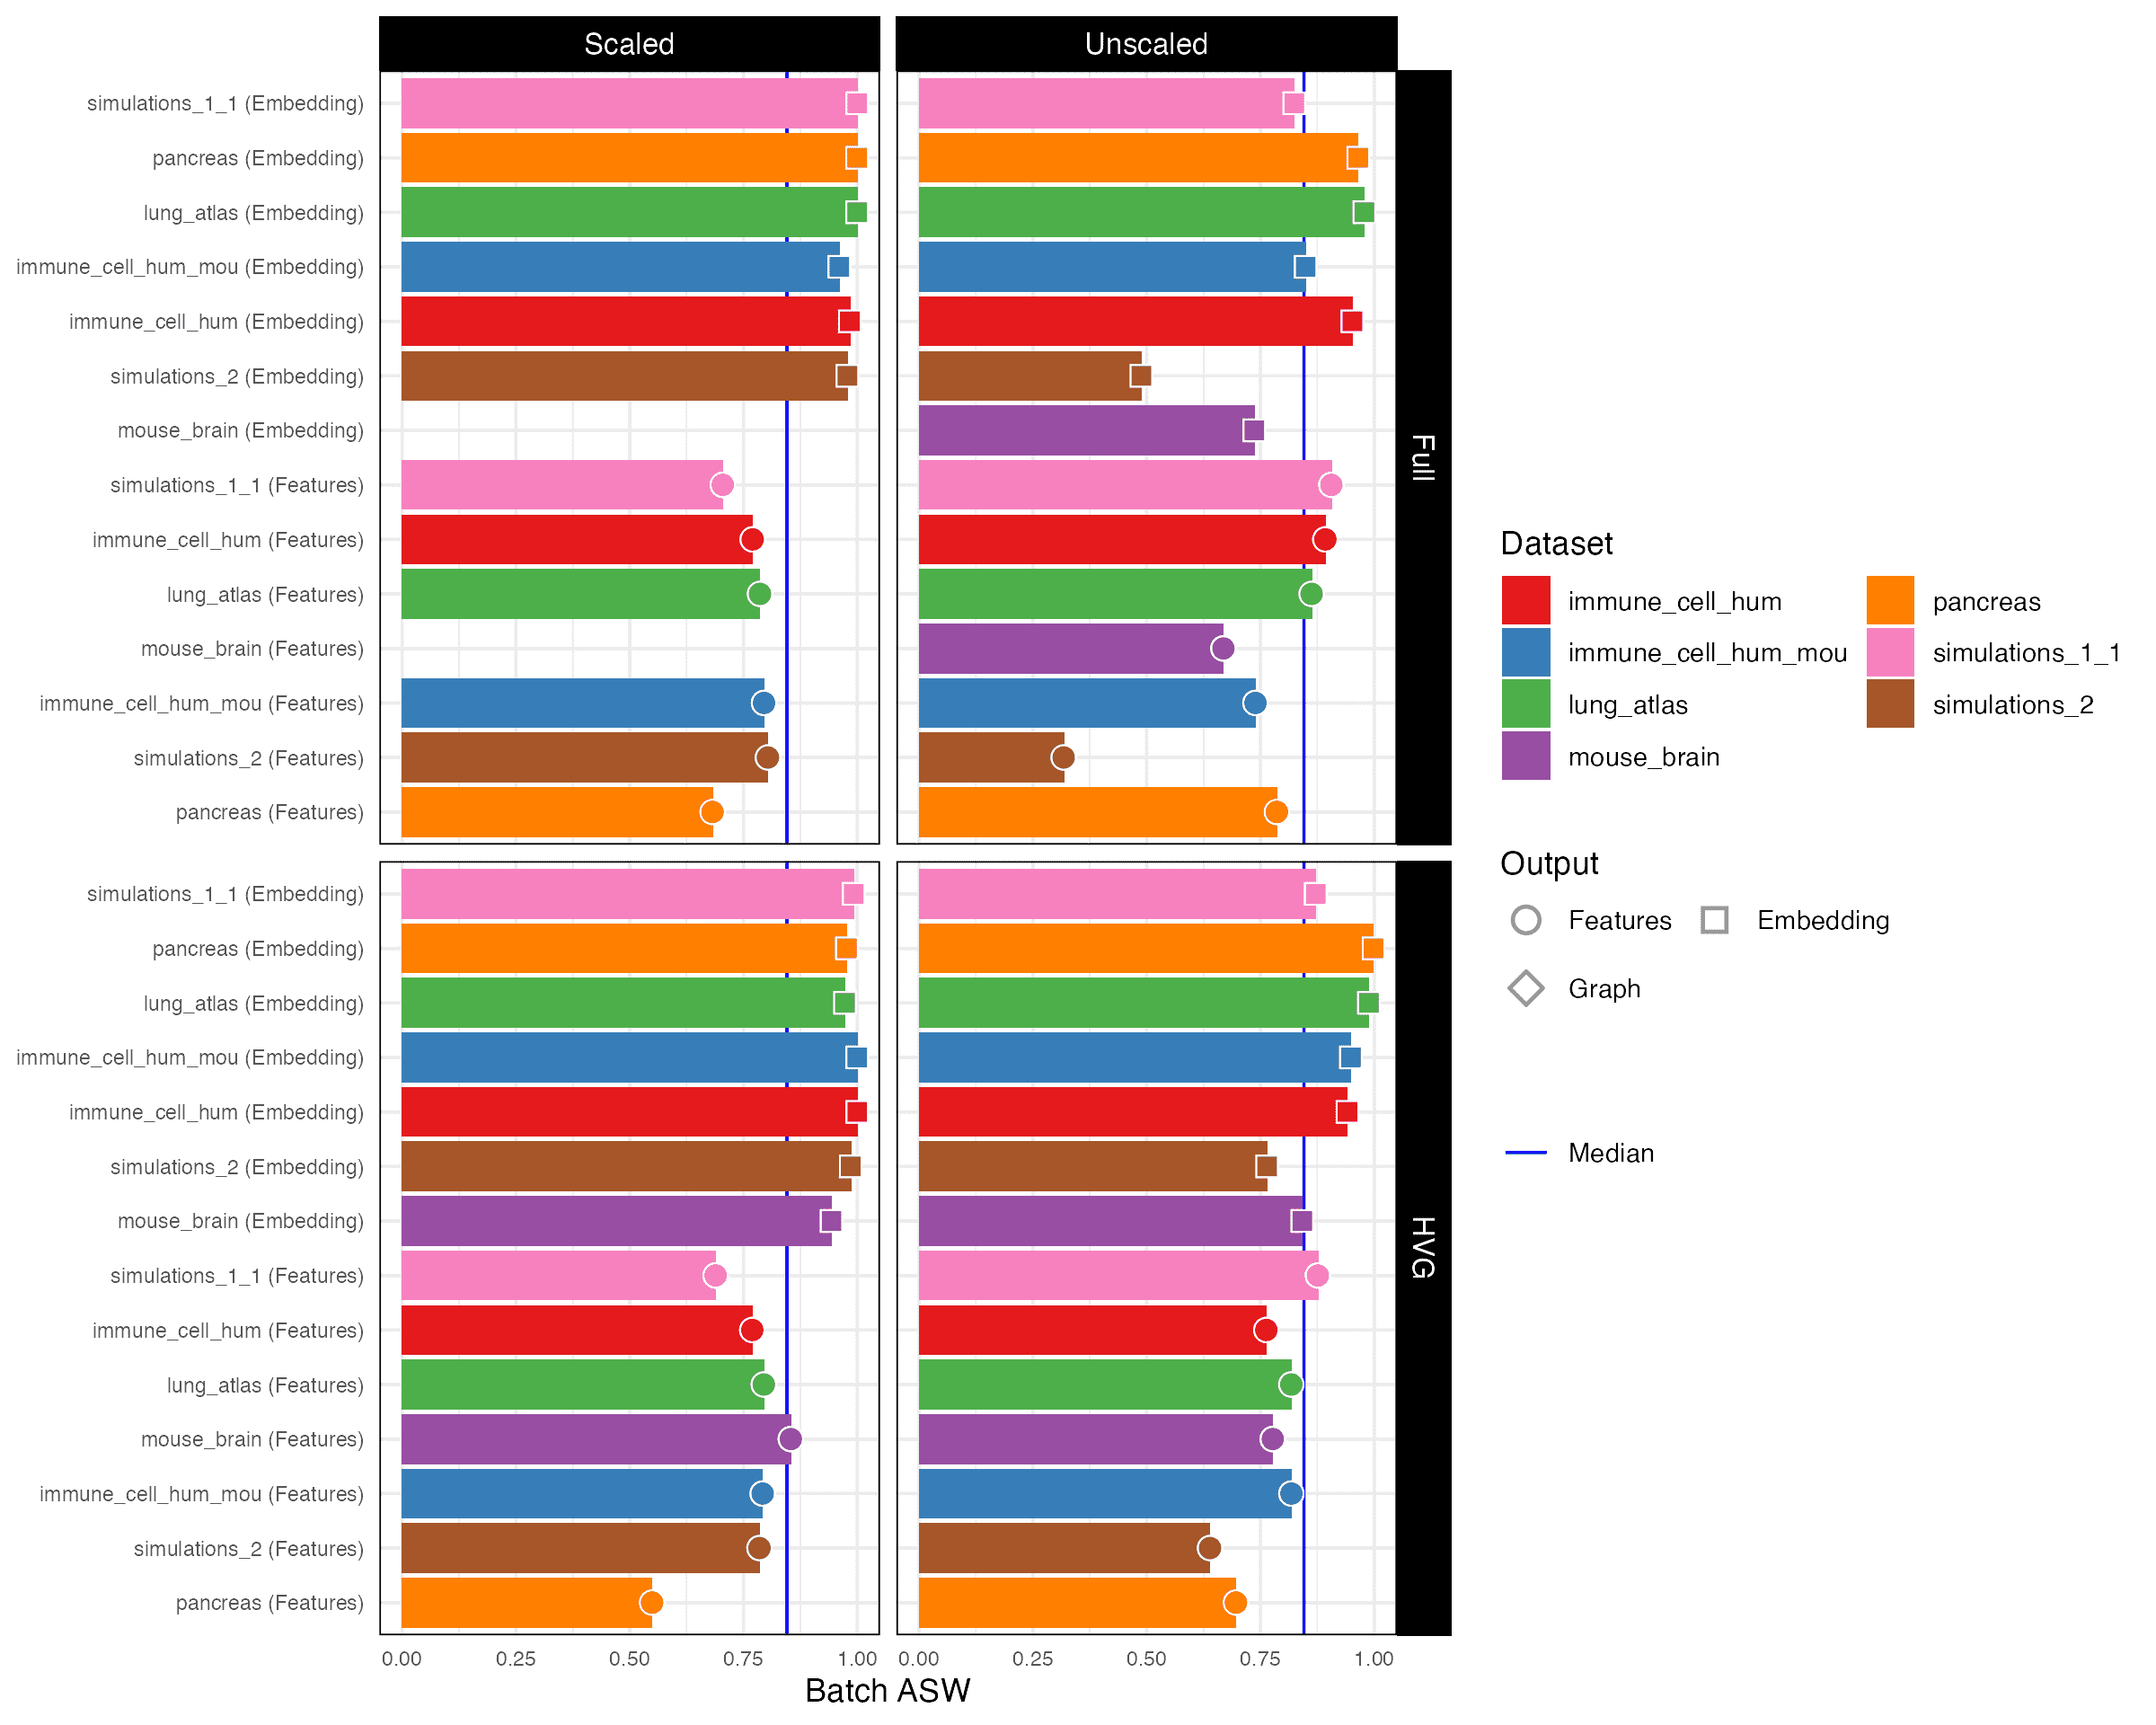 Scaled
Unscaled
simulations_1_1 (Embedding)
pancreas (Embedding)
lung_atlas (Embedding)
immune_cell_hum_mou (Embedding)
immune_cell_hum (Embedding)
simulations_2 (Embedding)
mouse_brain (Embedding)
simulations_1_1 (Features)
immune_cell_hum (Features)
lung_atlas (Features)
mouse_brain (Features)
immune_cell_hum_mou (Features)
simulations_2 (Features)
pancreas (Features)
Full
simulations_1_1 (Embedding)
pancreas (Embedding)
lung_atlas (Embedding)
immune_cell_hum_mou (Embedding)
immune_cell_hum (Embedding)
simulations_2 (Embedding)
mouse_brain (Embedding)
simulations_1_1 (Features)
immune_cell_hum (Features)
lung_atlas (Features)
mouse_brain (Features)
immune_cell_hum_mou (Features)
simulations_2 (Features)
pancreas (Features)
HVG
0.00 0.25 0.50 0.75 1.00
0.00 0.25 0.50 0.75 1.00
Batch ASW
Dataset
immune_cell_hum
immune_cell_hum_mou
lung_atlas
mouse_brain
pancreas
simulations_1_1
simulations_2
Output
Features
Embedding
Graph
Median